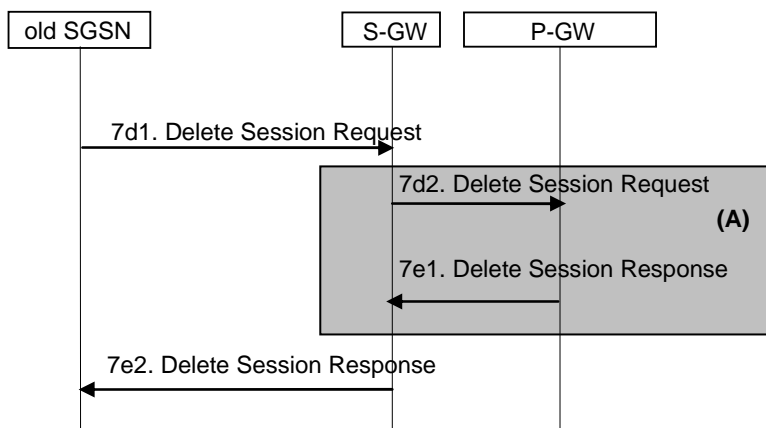 old SGSN
S-GW
P-GW
7d1. Delete Session Request
7d2. Delete Session Request
(A)
7e1. Delete Session Response
7e2. Delete Session Response